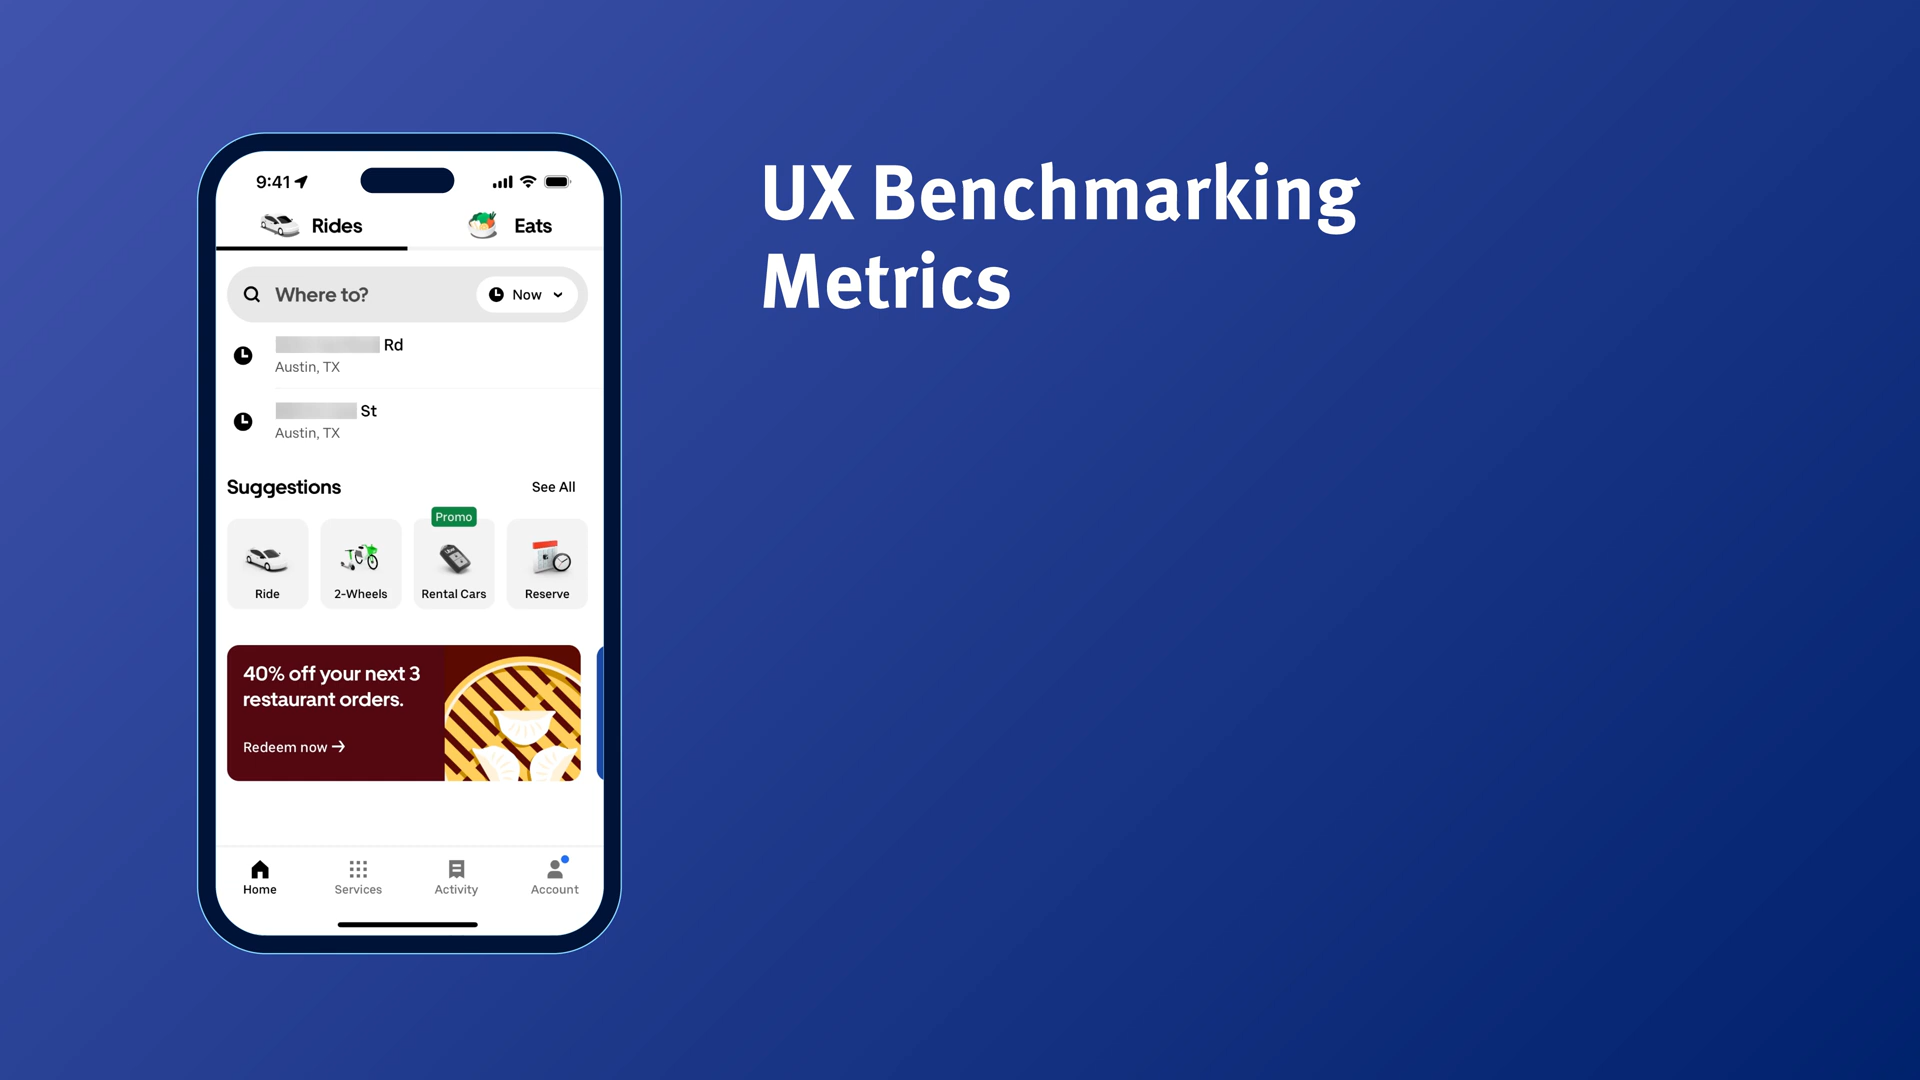 UX Benchmarking
Metrics
9:41
Rides
Eats
Where to?
Now
Rd
Austin, TX
St
Austin, TX
Suggestions
See All
Promo
Ride
2-Wheels
Rental Cars
Reserve
40% off your next 3
restaurant orders.
Redeem now →
Home
Services
Activity
Account